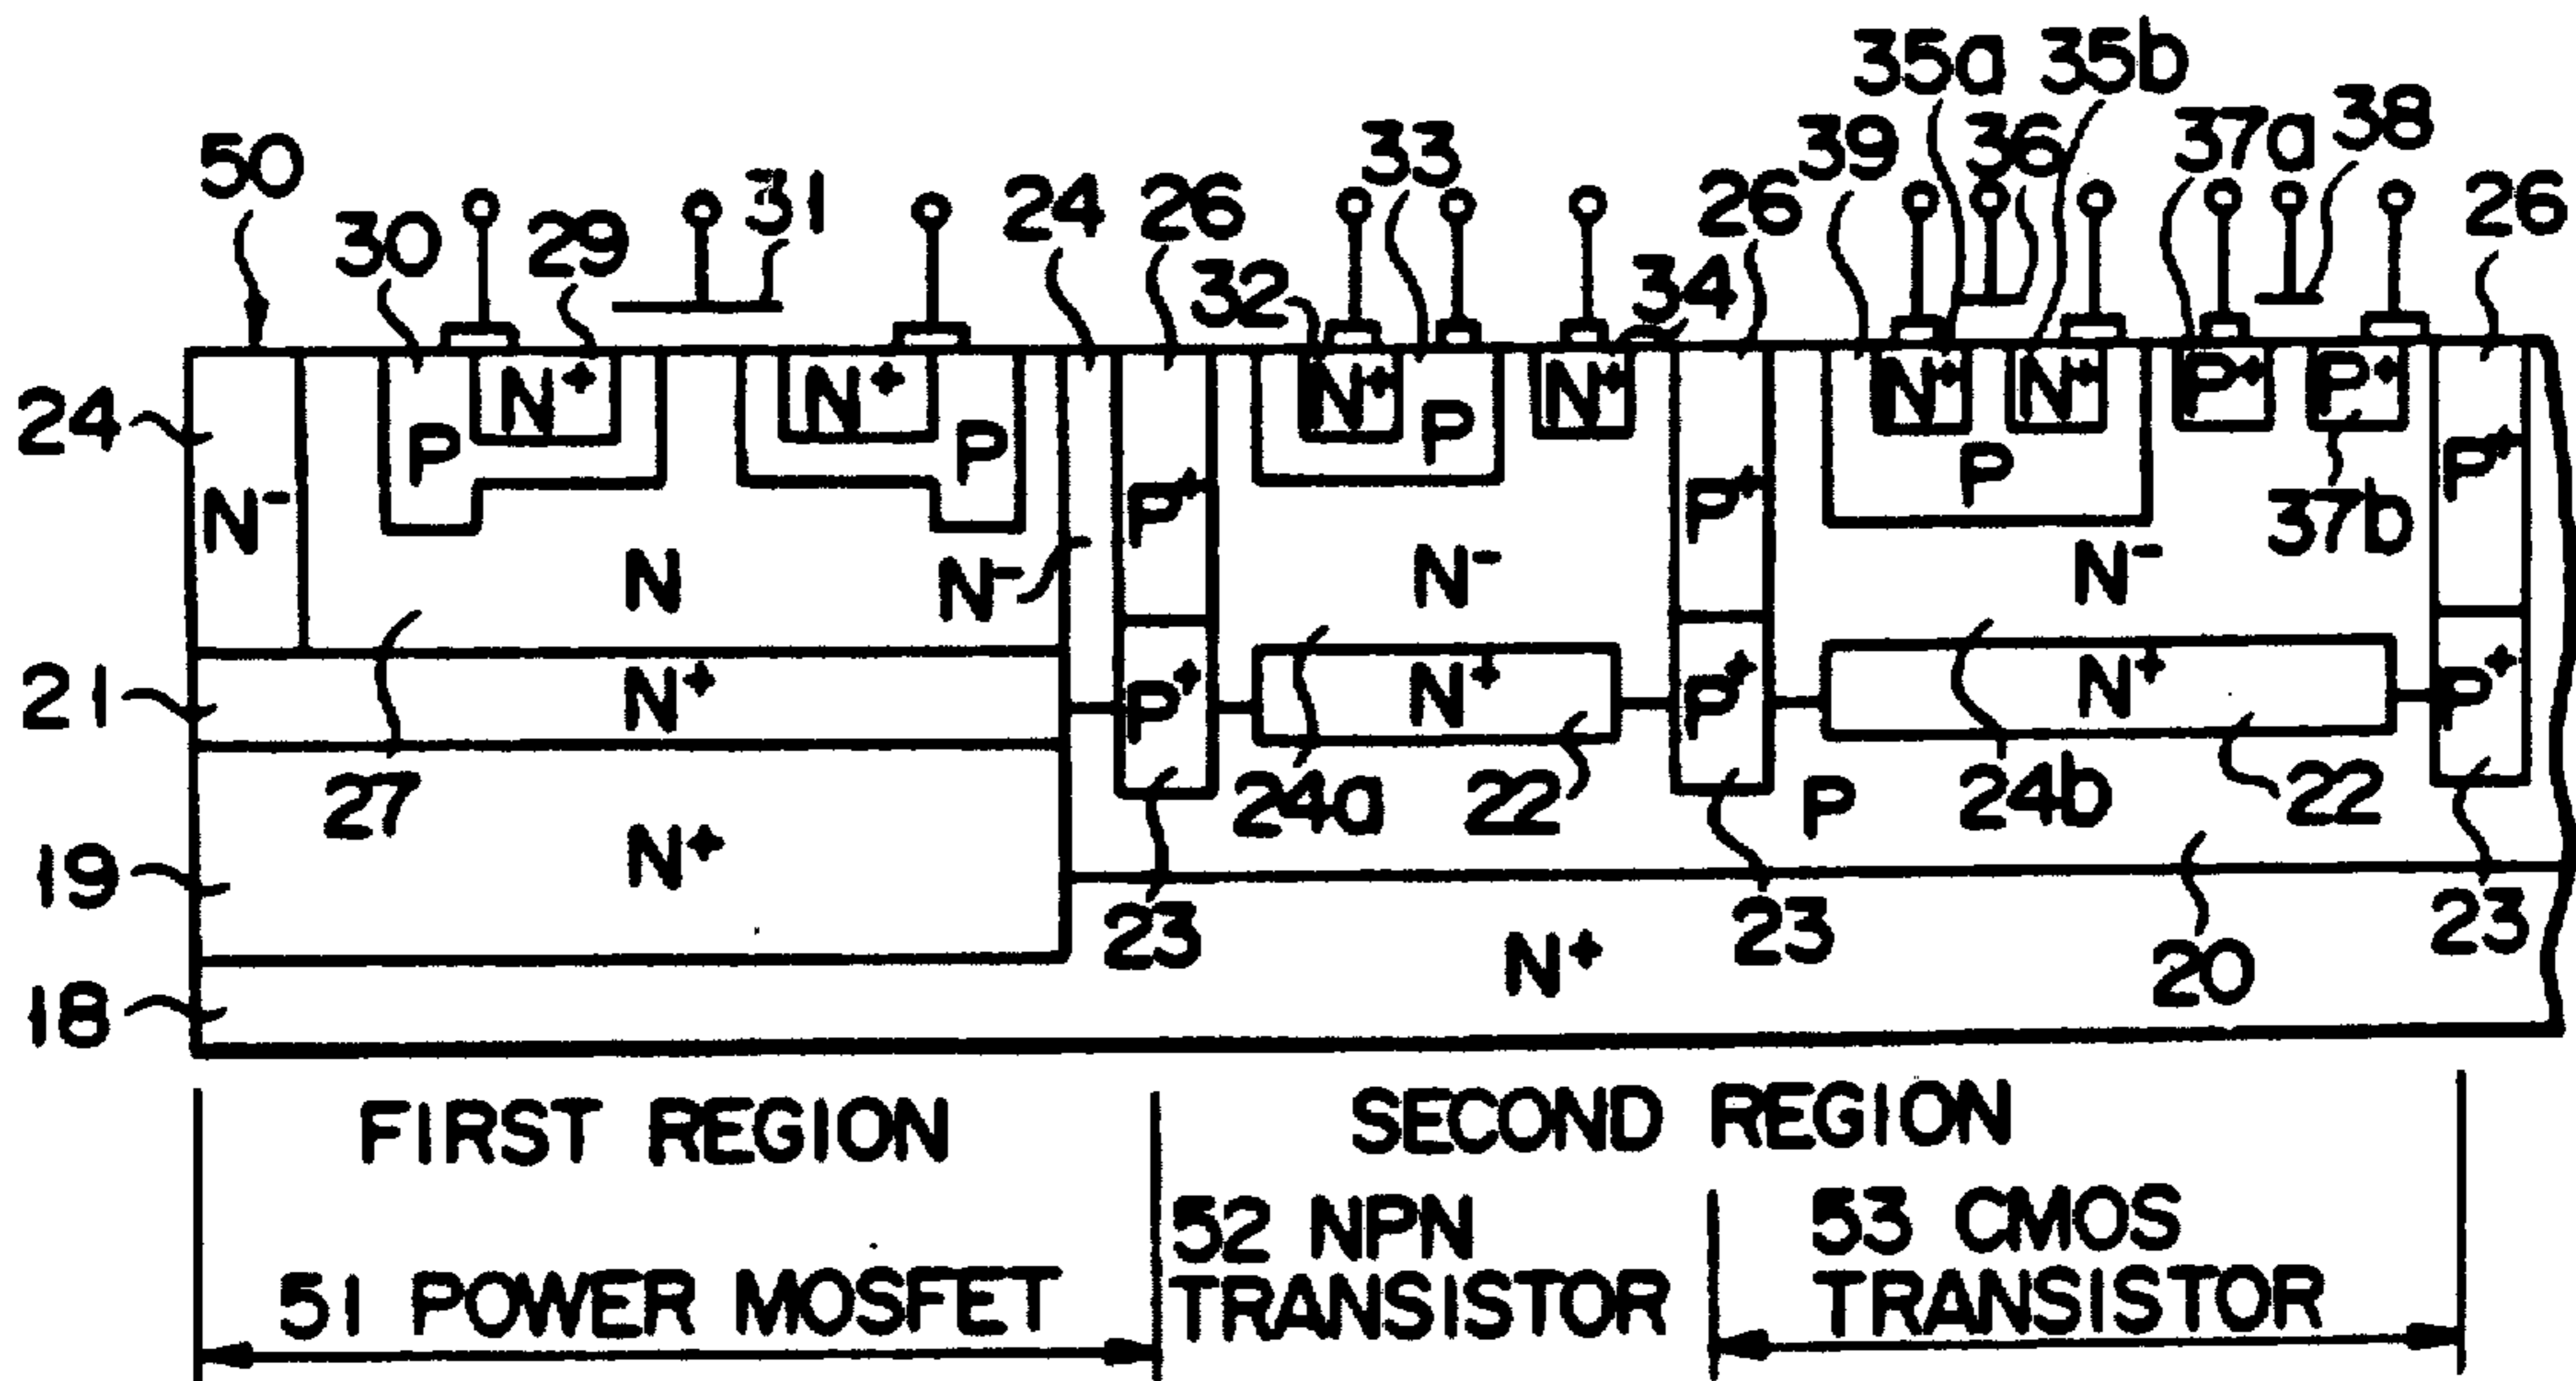 35a 35b
50 30 29 31 24 26 33 32 34 26 39 36 37a 38 26
24 N⁻ P N⁺ N⁺ P P⁺ N⁺ P N⁺ P⁺ N⁺ N⁺ P P⁺ P⁺ P⁺
37b
N N⁻ N⁻ N⁻
21 N⁺ P⁺ N⁺ P⁺ N⁺ P⁺
27 24a 22 P 24b 22
19 N⁺
23 23 23
18 N⁺ 20
FIRST REGION SECOND REGION
51 POWER MOSFET
52 NPN
TRANSISTOR
53 CMOS
TRANSISTOR